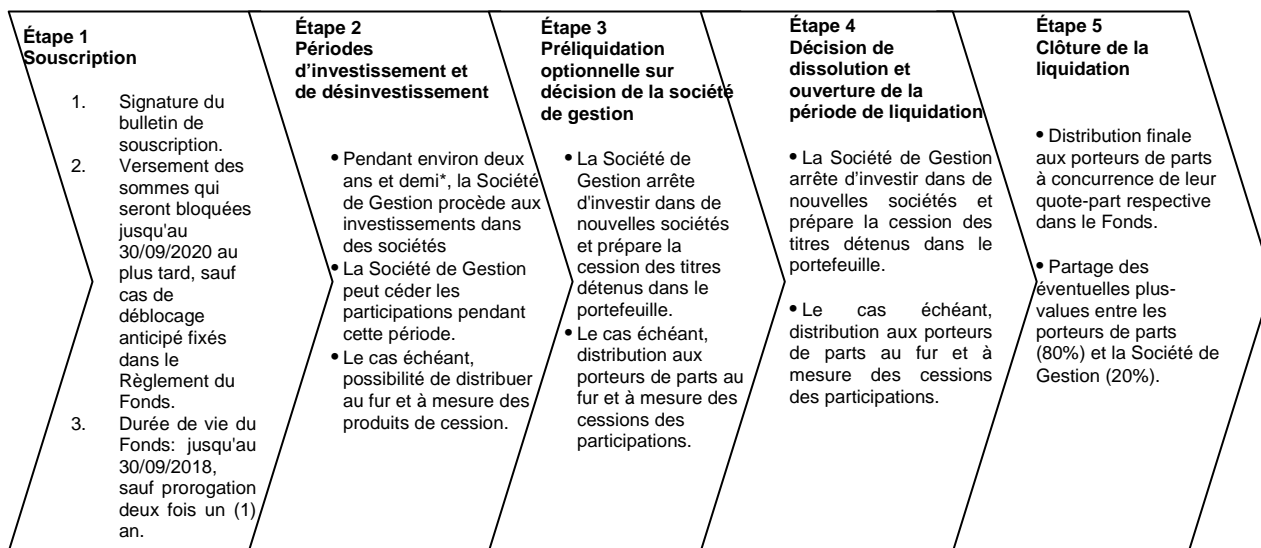 Étape 1
Souscription
1. Signature du
bulletin de
souscription.
2. Versement des
sommes qui
seront bloquées
jusqu'au
30/09/2020 au
plus tard, sauf
cas de
déblocage
anticipé fixés
dans le
Règlement du
Fonds.
3. Durée de vie du
Fonds: jusqu'au
30/09/2018,
sauf prorogation
deux fois un (1)
an.
Étape 2
Périodes
d'investissement et
de désinvestissement
• Pendant environ deux
ans et demi*, la Société
de Gestion procède aux
investissements dans
des sociétés
• La Société de Gestion
peut céder les
participations pendant
cette période.
• Le cas échéant,
possibilité de distribuer
au fur et à mesure des
produits de cession.
Étape 3
Préliquidation
optionnelle sur
décision de la société
de gestion
• La Société de
Gestion arrête
d'investir dans de
nouvelles sociétés
et prépare la
cession des titres
détenus dans le
portefeuille.
• Le cas échéant,
distribution aux
porteurs de parts au
fur et à mesure des
cessions des
participations.
Étape 4
Décision de
dissolution et
ouverture de la
période de liquidation
• La Société de Gestion
arrête d'investir dans de
nouvelles sociétés et
prépare la cession des
titres détenus dans le
portefeuille.
• Le cas échéant,
distribution aux porteurs
de parts au fur et à
mesure des cessions
des participations.
Étape 5
Clôture de la
liquidation
• Distribution finale
aux porteurs de parts
à concurrence de leur
quote-part respective
dans le Fonds.
• Partage des
éventuelles plus-
values entre les
porteurs de parts
(80%) et la Société de
Gestion (20%).